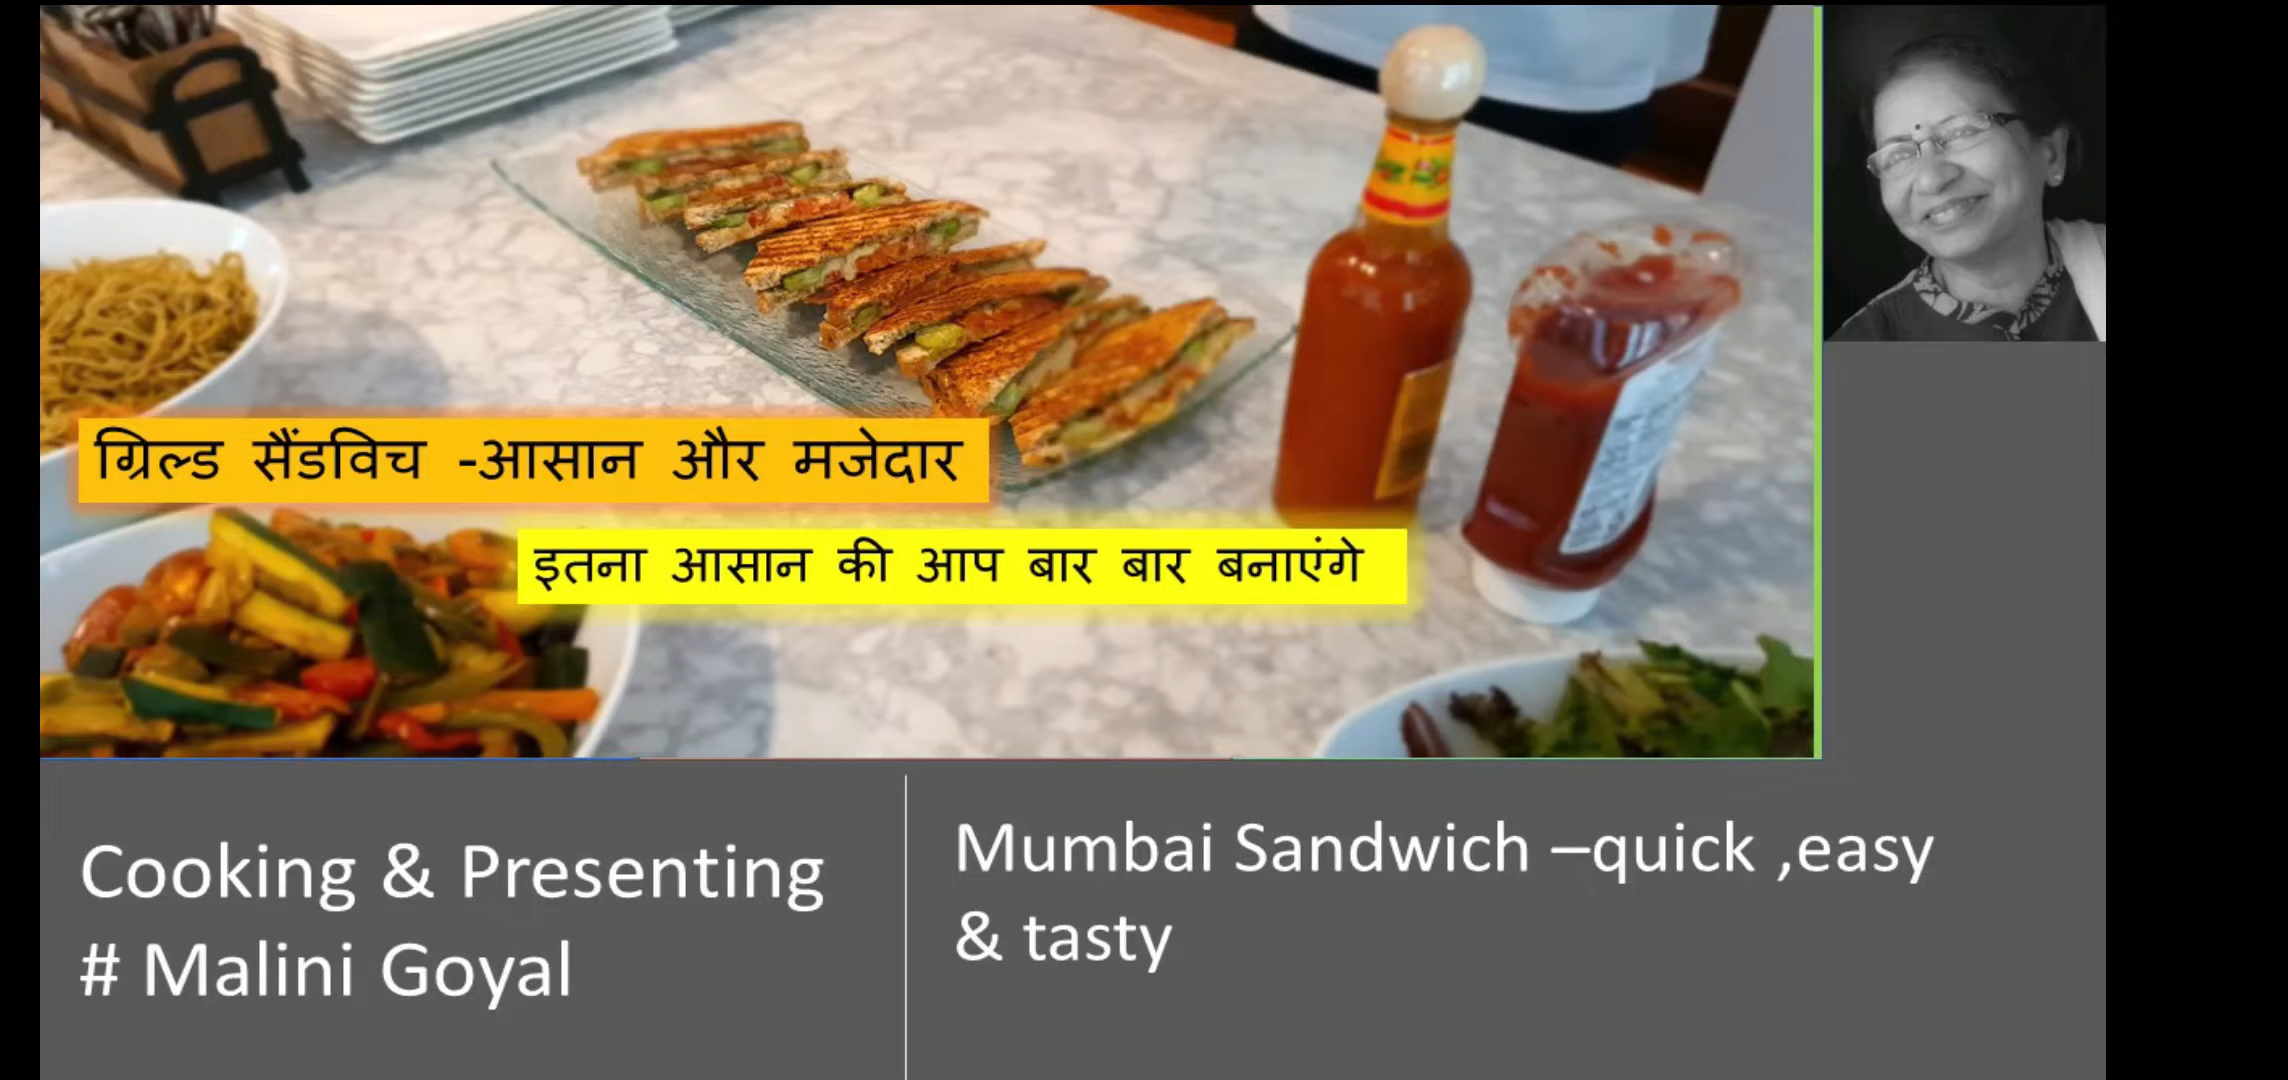 ग्रिल्ड सैंडविच -आसान और मजेदार
इतना आसान की आप बार बार बनाएंगे
Cooking & Presenting
# Malini Goyal
Mumbai Sandwich –quick ,easy
& tasty